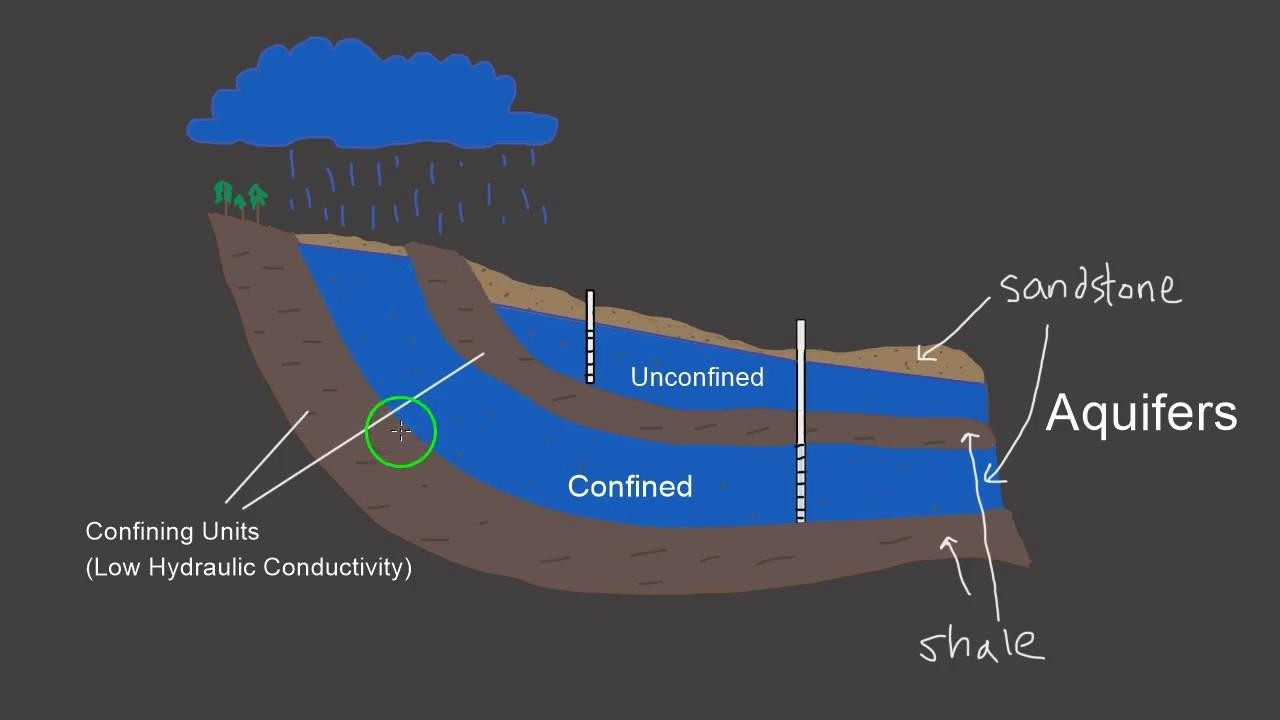 sandstone
Unconfined
Aquifers
Confined
Confining Units
(Low Hydraulic Conductivity)
shale